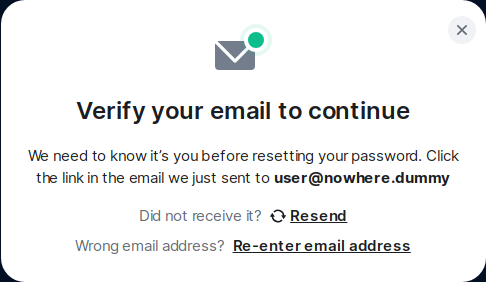 Verify your email to continue
We need to know it's you before resetting your password. Click
the link in the email we just sent to user@nowhere.dummy
Did not receive it? Resend
Wrong email address? Re-enter email address